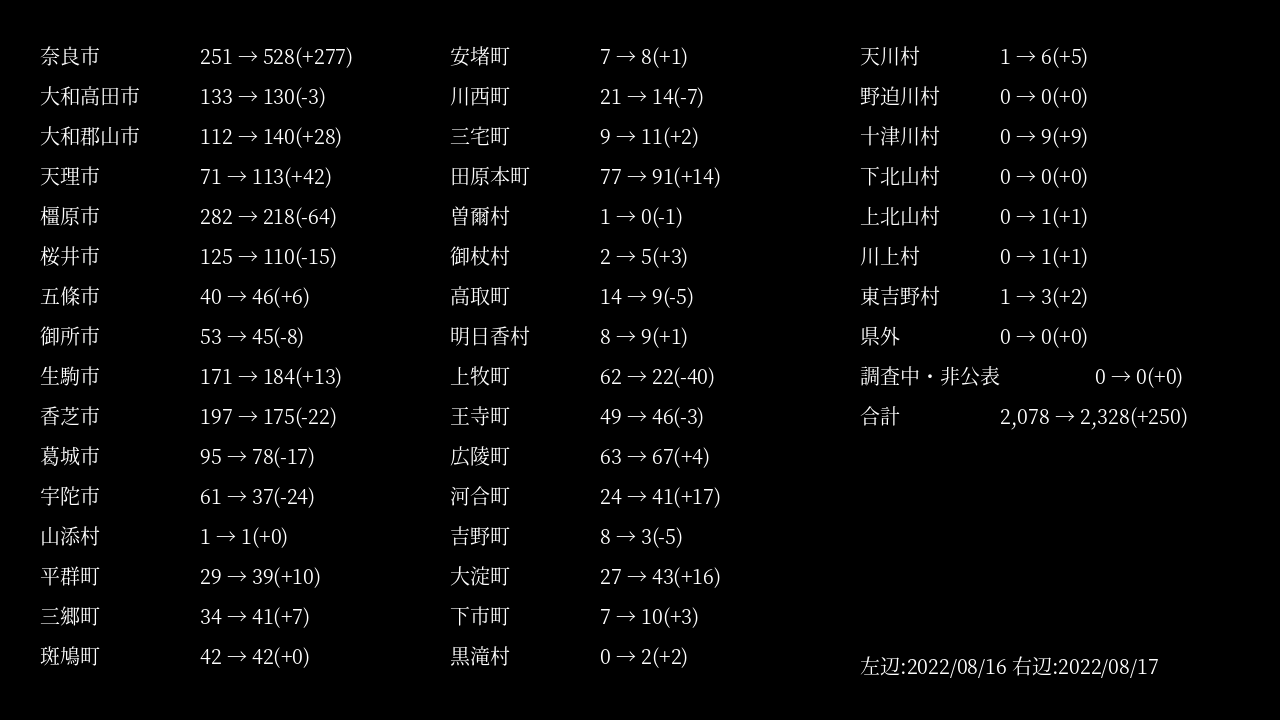 奈良市 251 → 528(+277)
大和高田市 133 → 130(-3)
大和郡山市 112 → 140(+28)
天理市 71 → 113(+42)
橿原市 282 → 218(-64)
桜井市 125 → 110(-15)
五條市 40 → 46(+6)
御所市 53 → 45(-8)
生駒市 171 → 184(+13)
香芝市 197 → 175(-22)
葛城市 95 → 78(-17)
宇陀市 61 → 37(-24)
山添村 1 → 1(+0)
平群町 29 → 39(+10)
三郷町 34 → 41(+7)
斑鳩町 42 → 42(+0)
安堵町 7 → 8(+1)
川西町 21 → 14(-7)
三宅町 9 → 11(+2)
田原本町 77 → 91(+14)
曽爾村 1 → 0(-1)
御杖村 2 → 5(+3)
高取町 14 → 9(-5)
明日香村 8 → 9(+1)
上牧町 62 → 22(-40)
王寺町 49 → 46(-3)
広陵町 63 → 67(+4)
河合町 24 → 41(+17)
吉野町 8 → 3(-5)
大淀町 27 → 43(+16)
下市町 7 → 10(+3)
黒滝村 0 → 2(+2)
天川村 1 → 6(+5)
野迫川村 0 → 0(+0)
十津川村 0 → 9(+9)
下北山村 0 → 0(+0)
上北山村 0 → 1(+1)
川上村 0 → 1(+1)
東吉野村 1 → 3(+2)
県外 0 → 0(+0)
調査中・非公表 0 → 0(+0)
合計 2,078 → 2,328(+250)
左辺:2022/08/16 右辺:2022/08/17